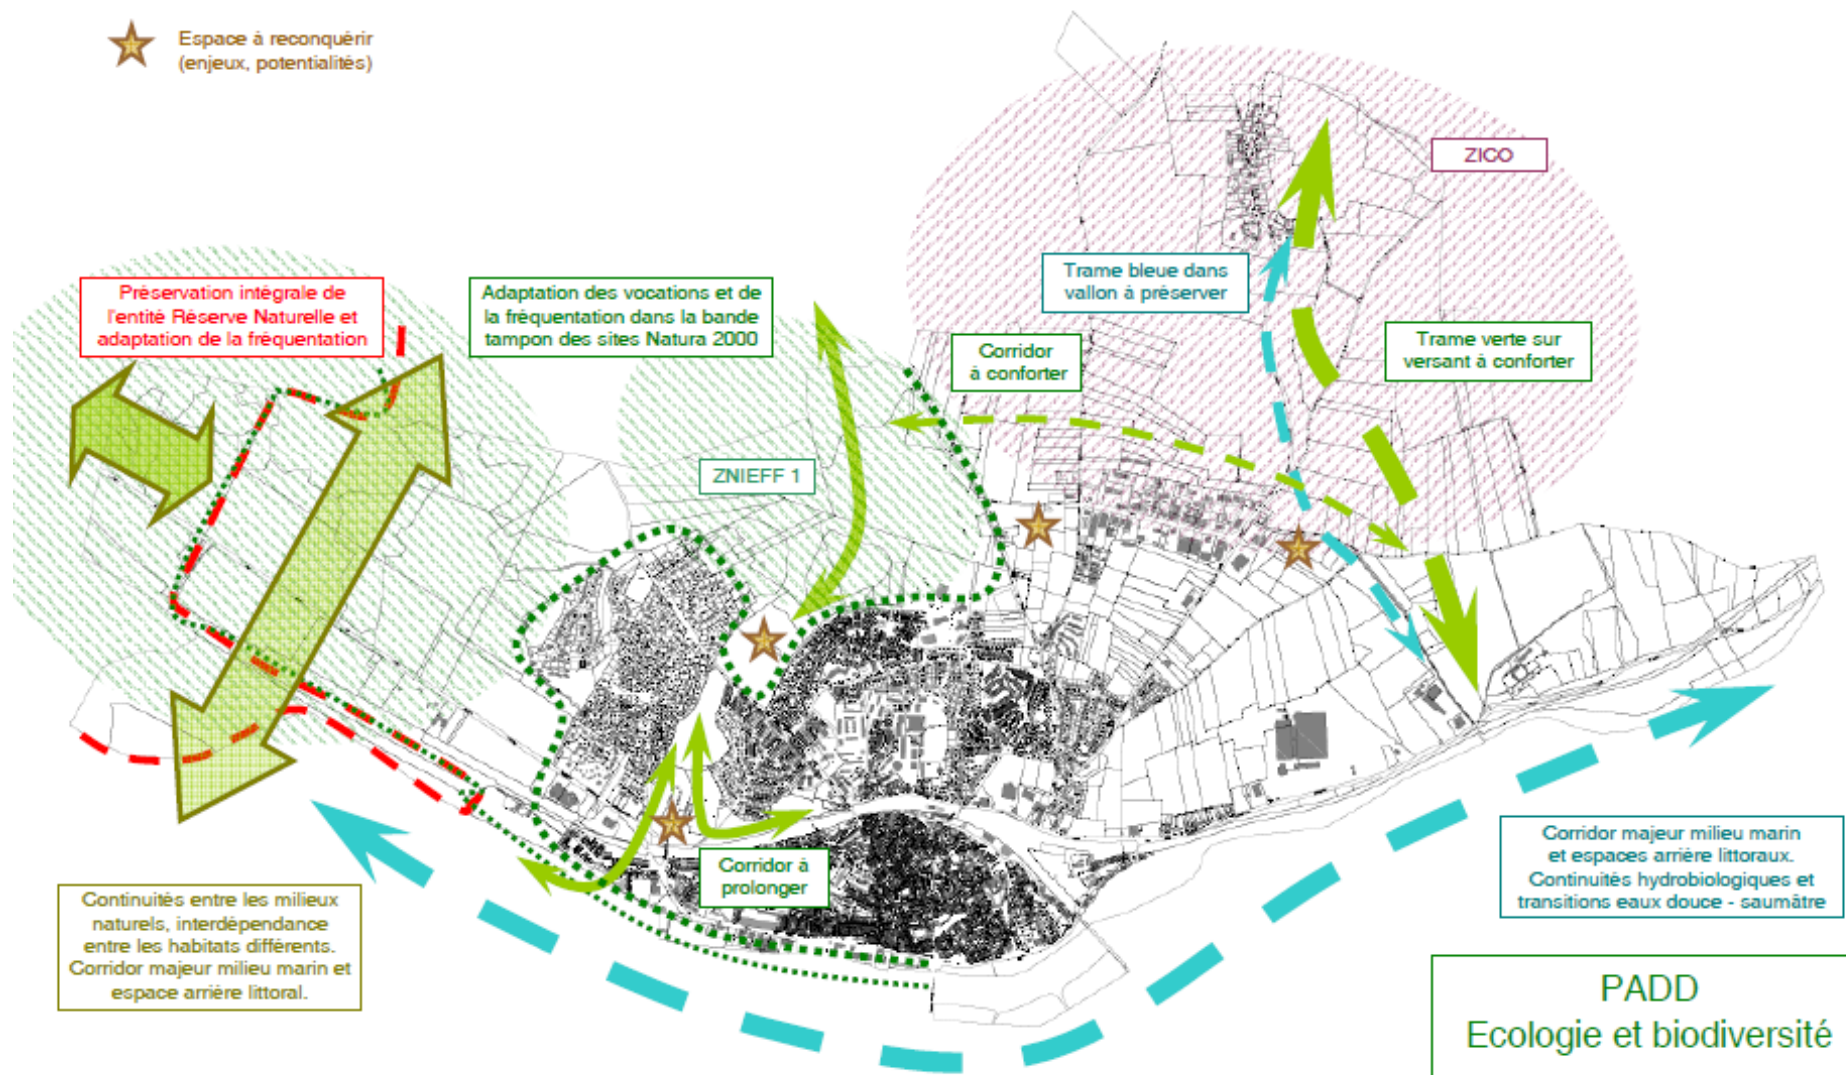 Espace à reconquérir
(enjeux, potentialités)
ZICO
Préservation intégrale de
l'entité Réserve Naturelle et
adaptation de la fréquentation
Adaptation des vocations et de
la fréquentation dans la bande
tampon des sites Natura 2000
Trame bleue dans
vallon à préserver
Corridor
à conforter
Trame verte sur
versant à conforter
ZNIEFF 1
Corridor à
prolonger
Continuités entre les milieux
naturels, interdépendance
entre les habitats différents.
Corridor majeur milieu marin et
espace arrière littoral.
Corridor majeur milieu marin
et espaces arrière littoraux.
Continuités hydrobiologiques et
transitions eaux douce - saumâtre
PADD
Ecologie et biodiversité